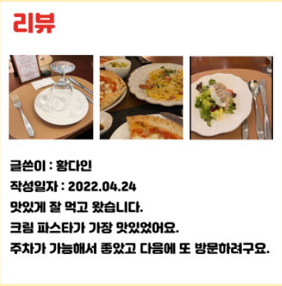 리뷰
글쓴이 : 황다인
작성일자 : 2022.04.24
맛있게 잘 먹고 왔습니다.
크림 파스타가 가장 맛있었어요.
주차가 가능해서 좋았고 다음에 또 방문하려구요.